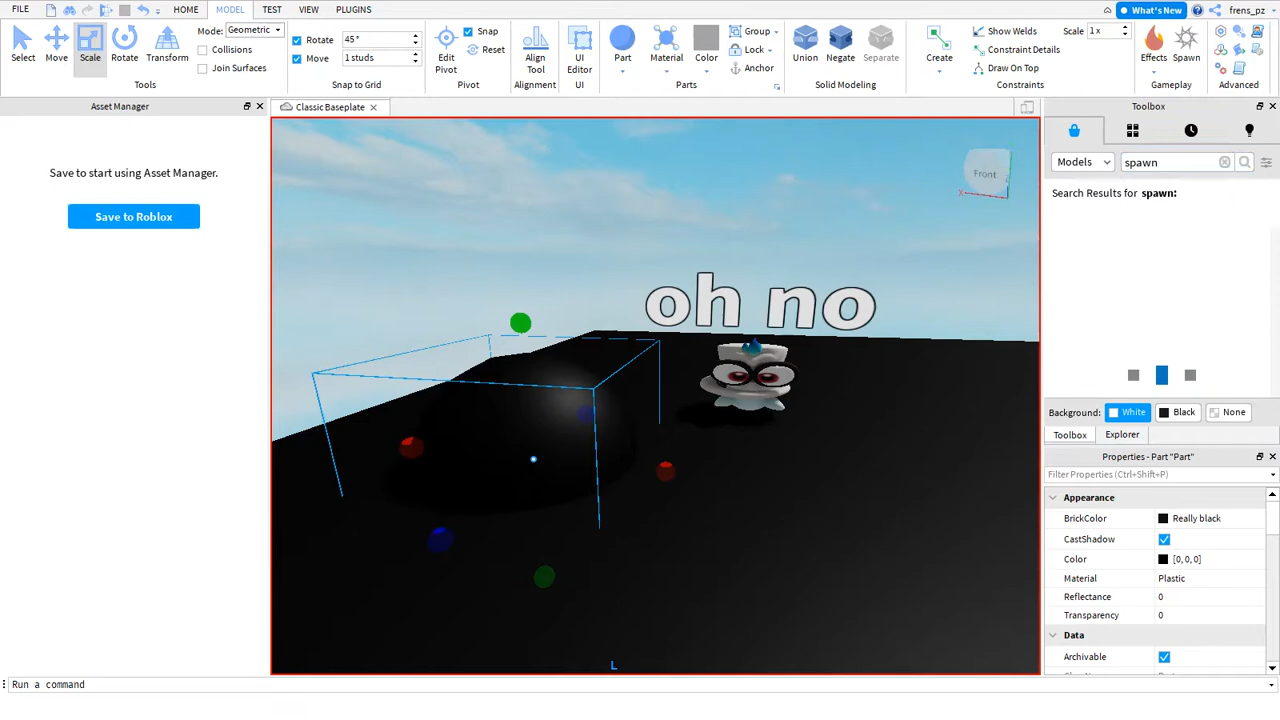 FILE HOME MODEL TEST VIEW PLUGINS What's New frens_pz
Mode: Geometric Rotate 45° Snap Group Show Welds Scale 1 x
Collisions Move 1 studs Reset Lock Constraint Details
Join Surfaces Anchor Draw On Top
Select Move Scale Rotate Transform Edit Pivot Align Tool UI Editor Part Material Color Union Negate Separate Create Effects Spawn
Tools Snap to Grid Pivot Alignment UI Parts Solid Modeling Constraints Gameplay Advanced
Asset Manager
Classic Baseplate
Toolbox
Models spawn
Save to start using Asset Manager.
Save to Roblox
Search Results for spawn:
Front
X
oh no
Background: White Black None
Toolbox Explorer
Properties - Part "Part"
Filter Properties (Ctrl+Shift+P)
Appearance
BrickColor Really black
CastShadow
Color [0, 0, 0]
Material Plastic
Reflectance 0
Transparency 0
Data
Archivable
L
Run a command